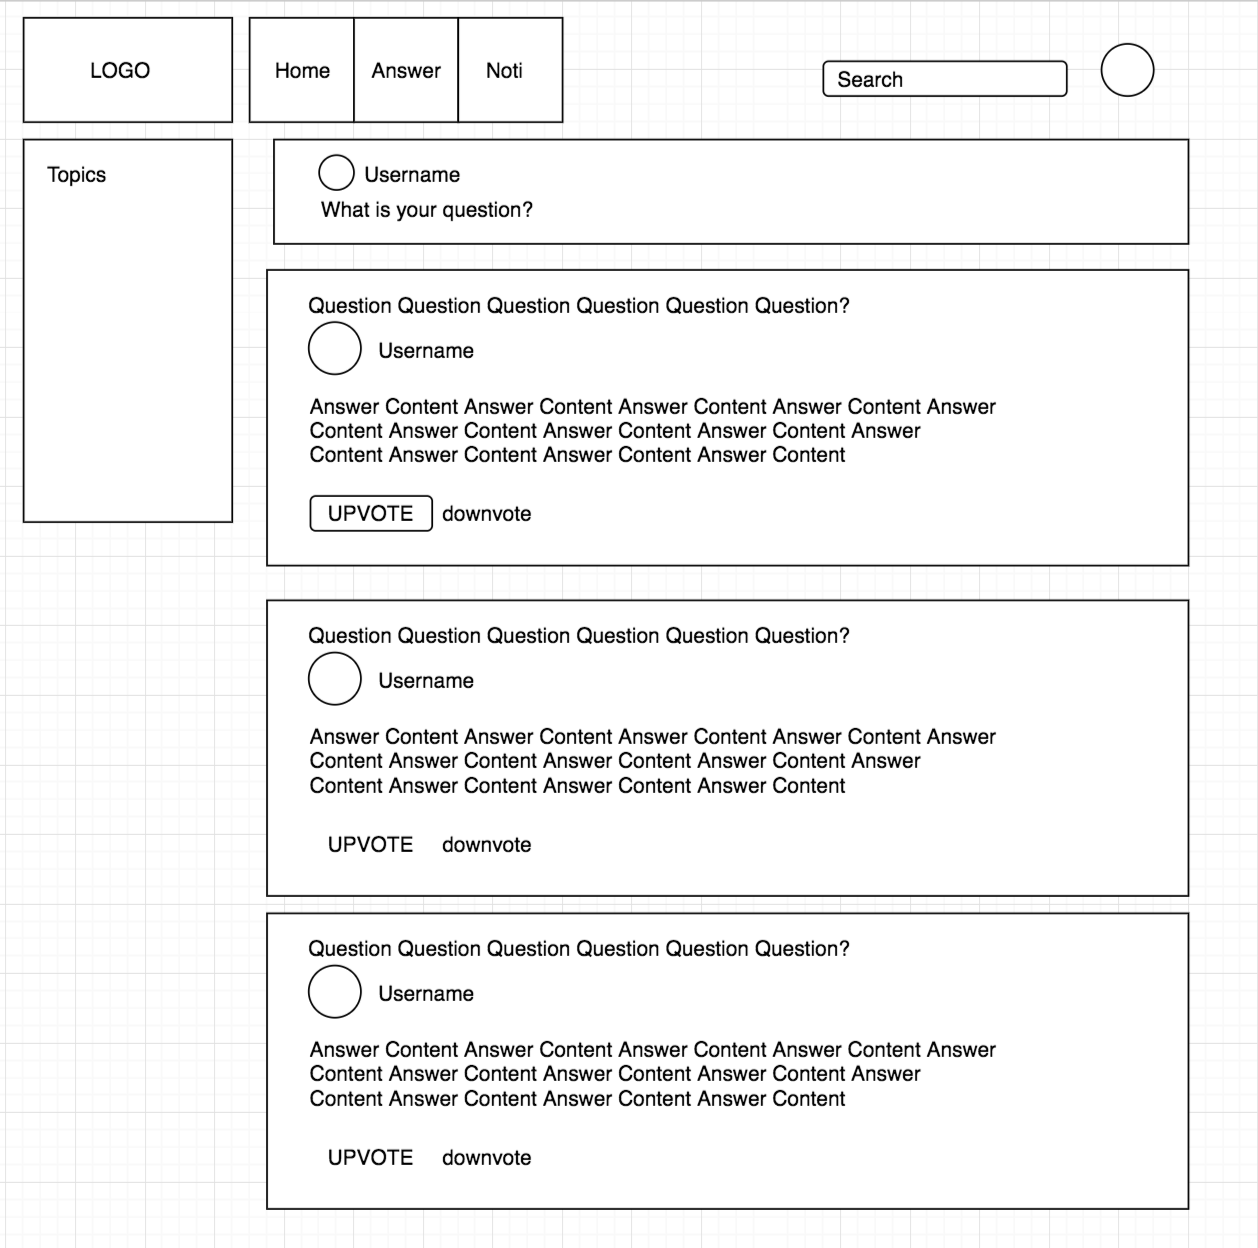 LOGO
Home
Answer
Noti
Search
Topics
Username
What is your question?
Question Question Question Question Question Question?
Username
Answer Content Answer Content Answer Content Answer Content Answer
Content Answer Content Answer Content Answer Content Answer
Content Answer Content Answer Content Answer Content
UPVOTE downvote
Question Question Question Question Question Question?
Username
Answer Content Answer Content Answer Content Answer Content Answer
Content Answer Content Answer Content Answer Content Answer
Content Answer Content Answer Content Answer Content
UPVOTE downvote
Question Question Question Question Question Question?
Username
Answer Content Answer Content Answer Content Answer Content Answer
Content Answer Content Answer Content Answer Content Answer
Content Answer Content Answer Content Answer Content
UPVOTE downvote